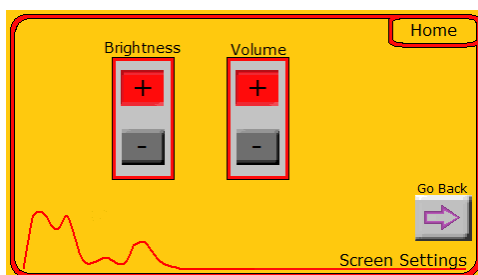 Home
Brightness Volume
+ +
- -
Go Back
Screen Settings